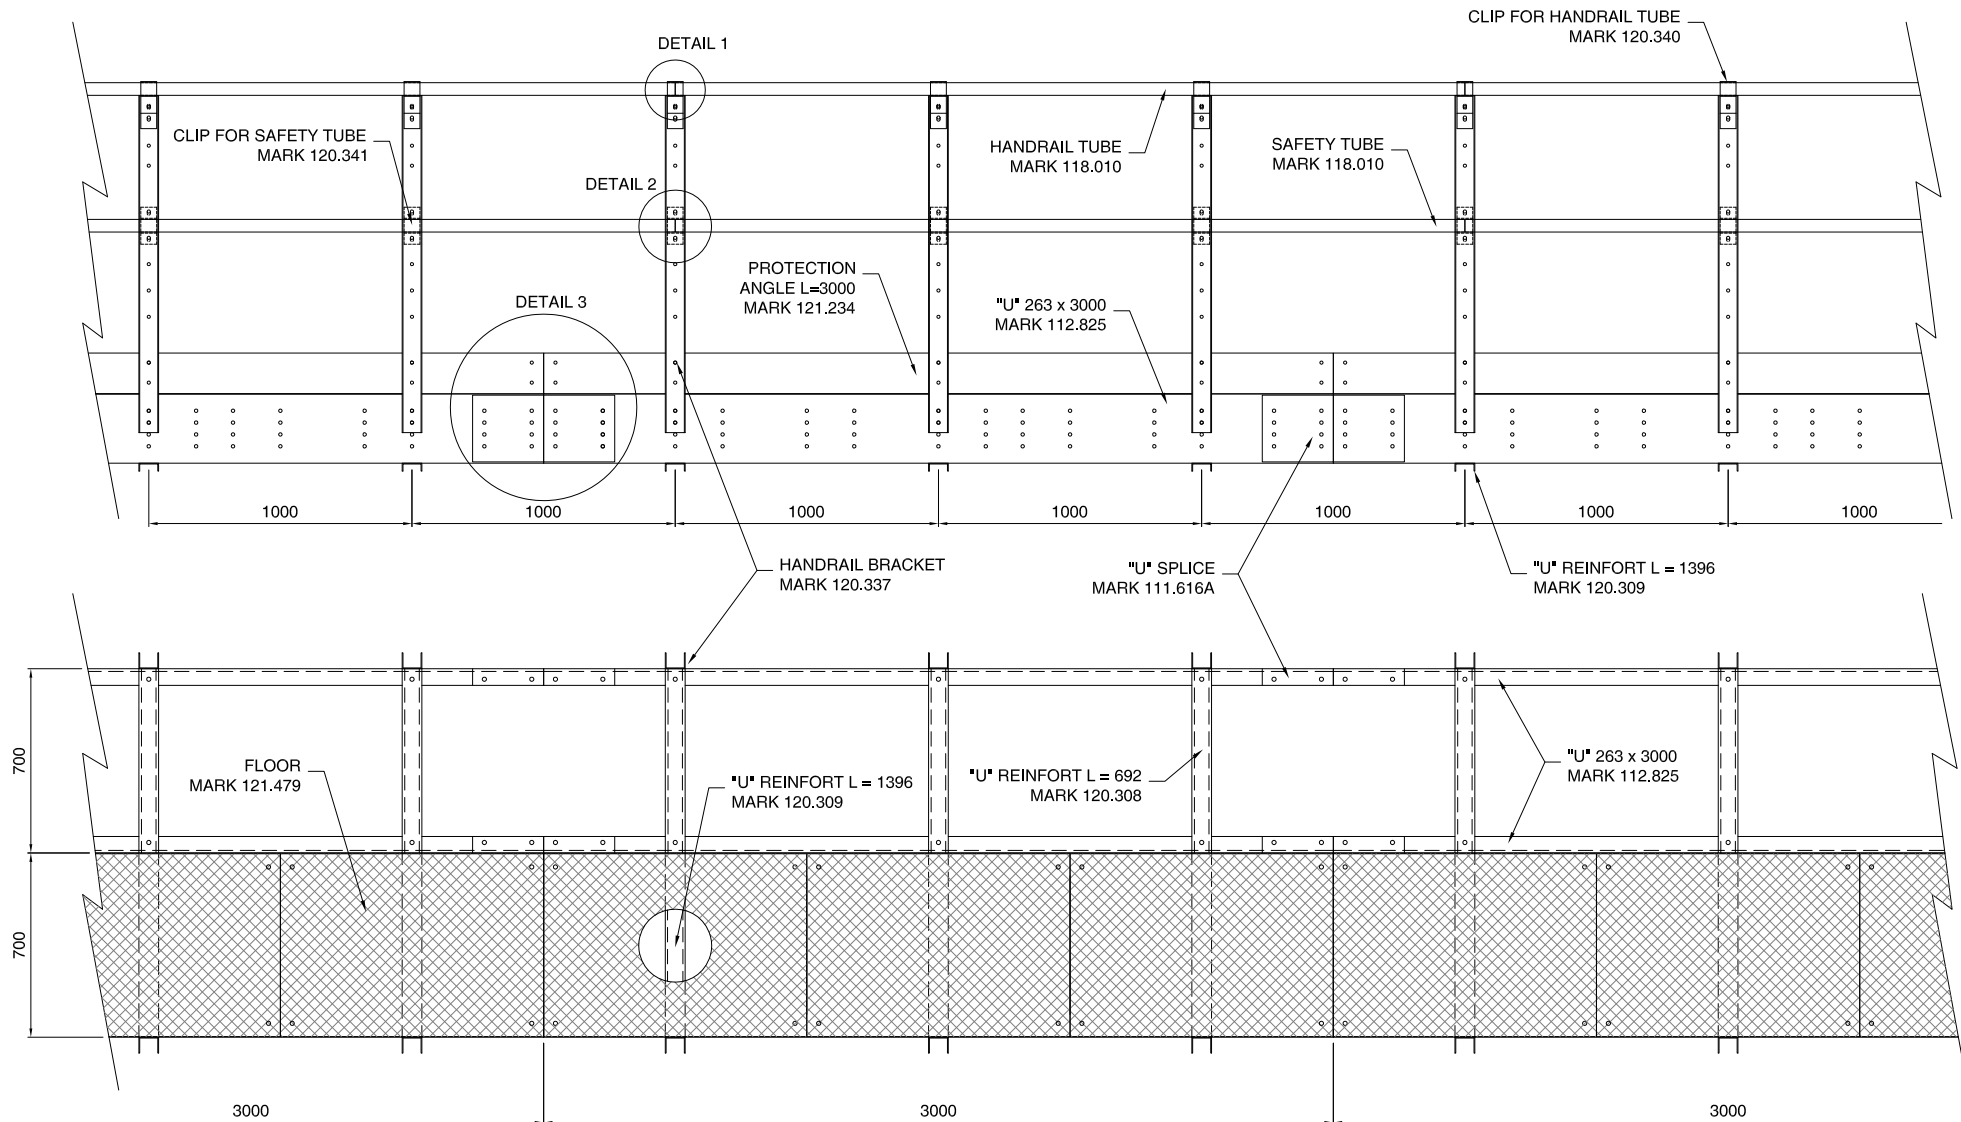 CLIP FOR HANDRAIL TUBE
MARK 120.340
DETAIL 1
CLIP FOR SAFETY TUBE
MARK 120.341
HANDRAIL TUBE
MARK 118.010
SAFETY TUBE
MARK 118.010
DETAIL 2
PROTECTION
ANGLE L=3000
MARK 121.234
DETAIL 3
"U" 263 x 3000
MARK 112.825
1000
1000
1000
1000
1000
1000
1000
HANDRAIL BRACKET
MARK 120.337
"U" SPLICE
MARK 111.616A
"U" REINFORT L = 1396
MARK 120.309
700
FLOOR
MARK 121.479
"U" REINFORT L = 1396
MARK 120.309
"U" REINFORT L = 692
MARK 120.308
"U" 263 x 3000
MARK 112.825
700
3000
3000
3000